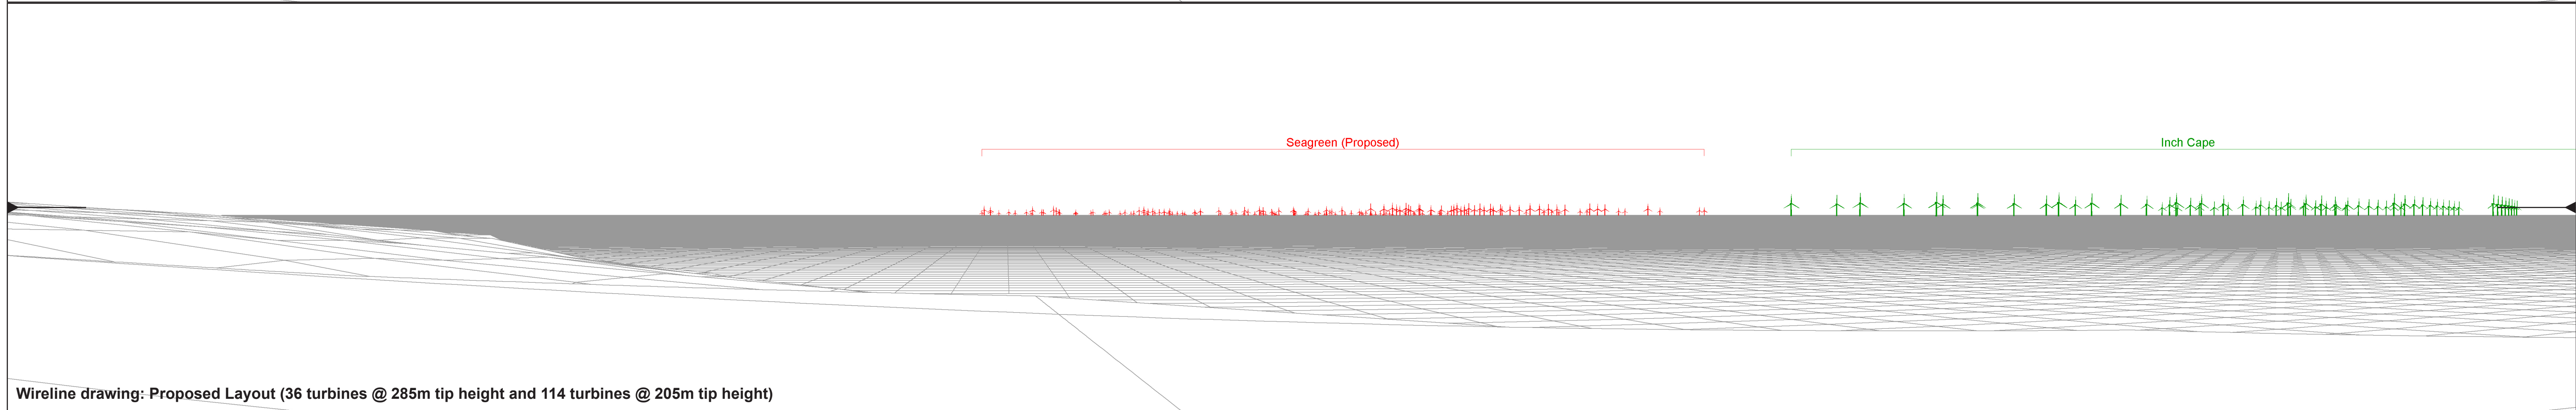 Seagreen (Proposed)
Inch Cape
Wireline drawing: Proposed Layout (36 turbines @ 285m tip height and 114 turbines @ 205m tip height)